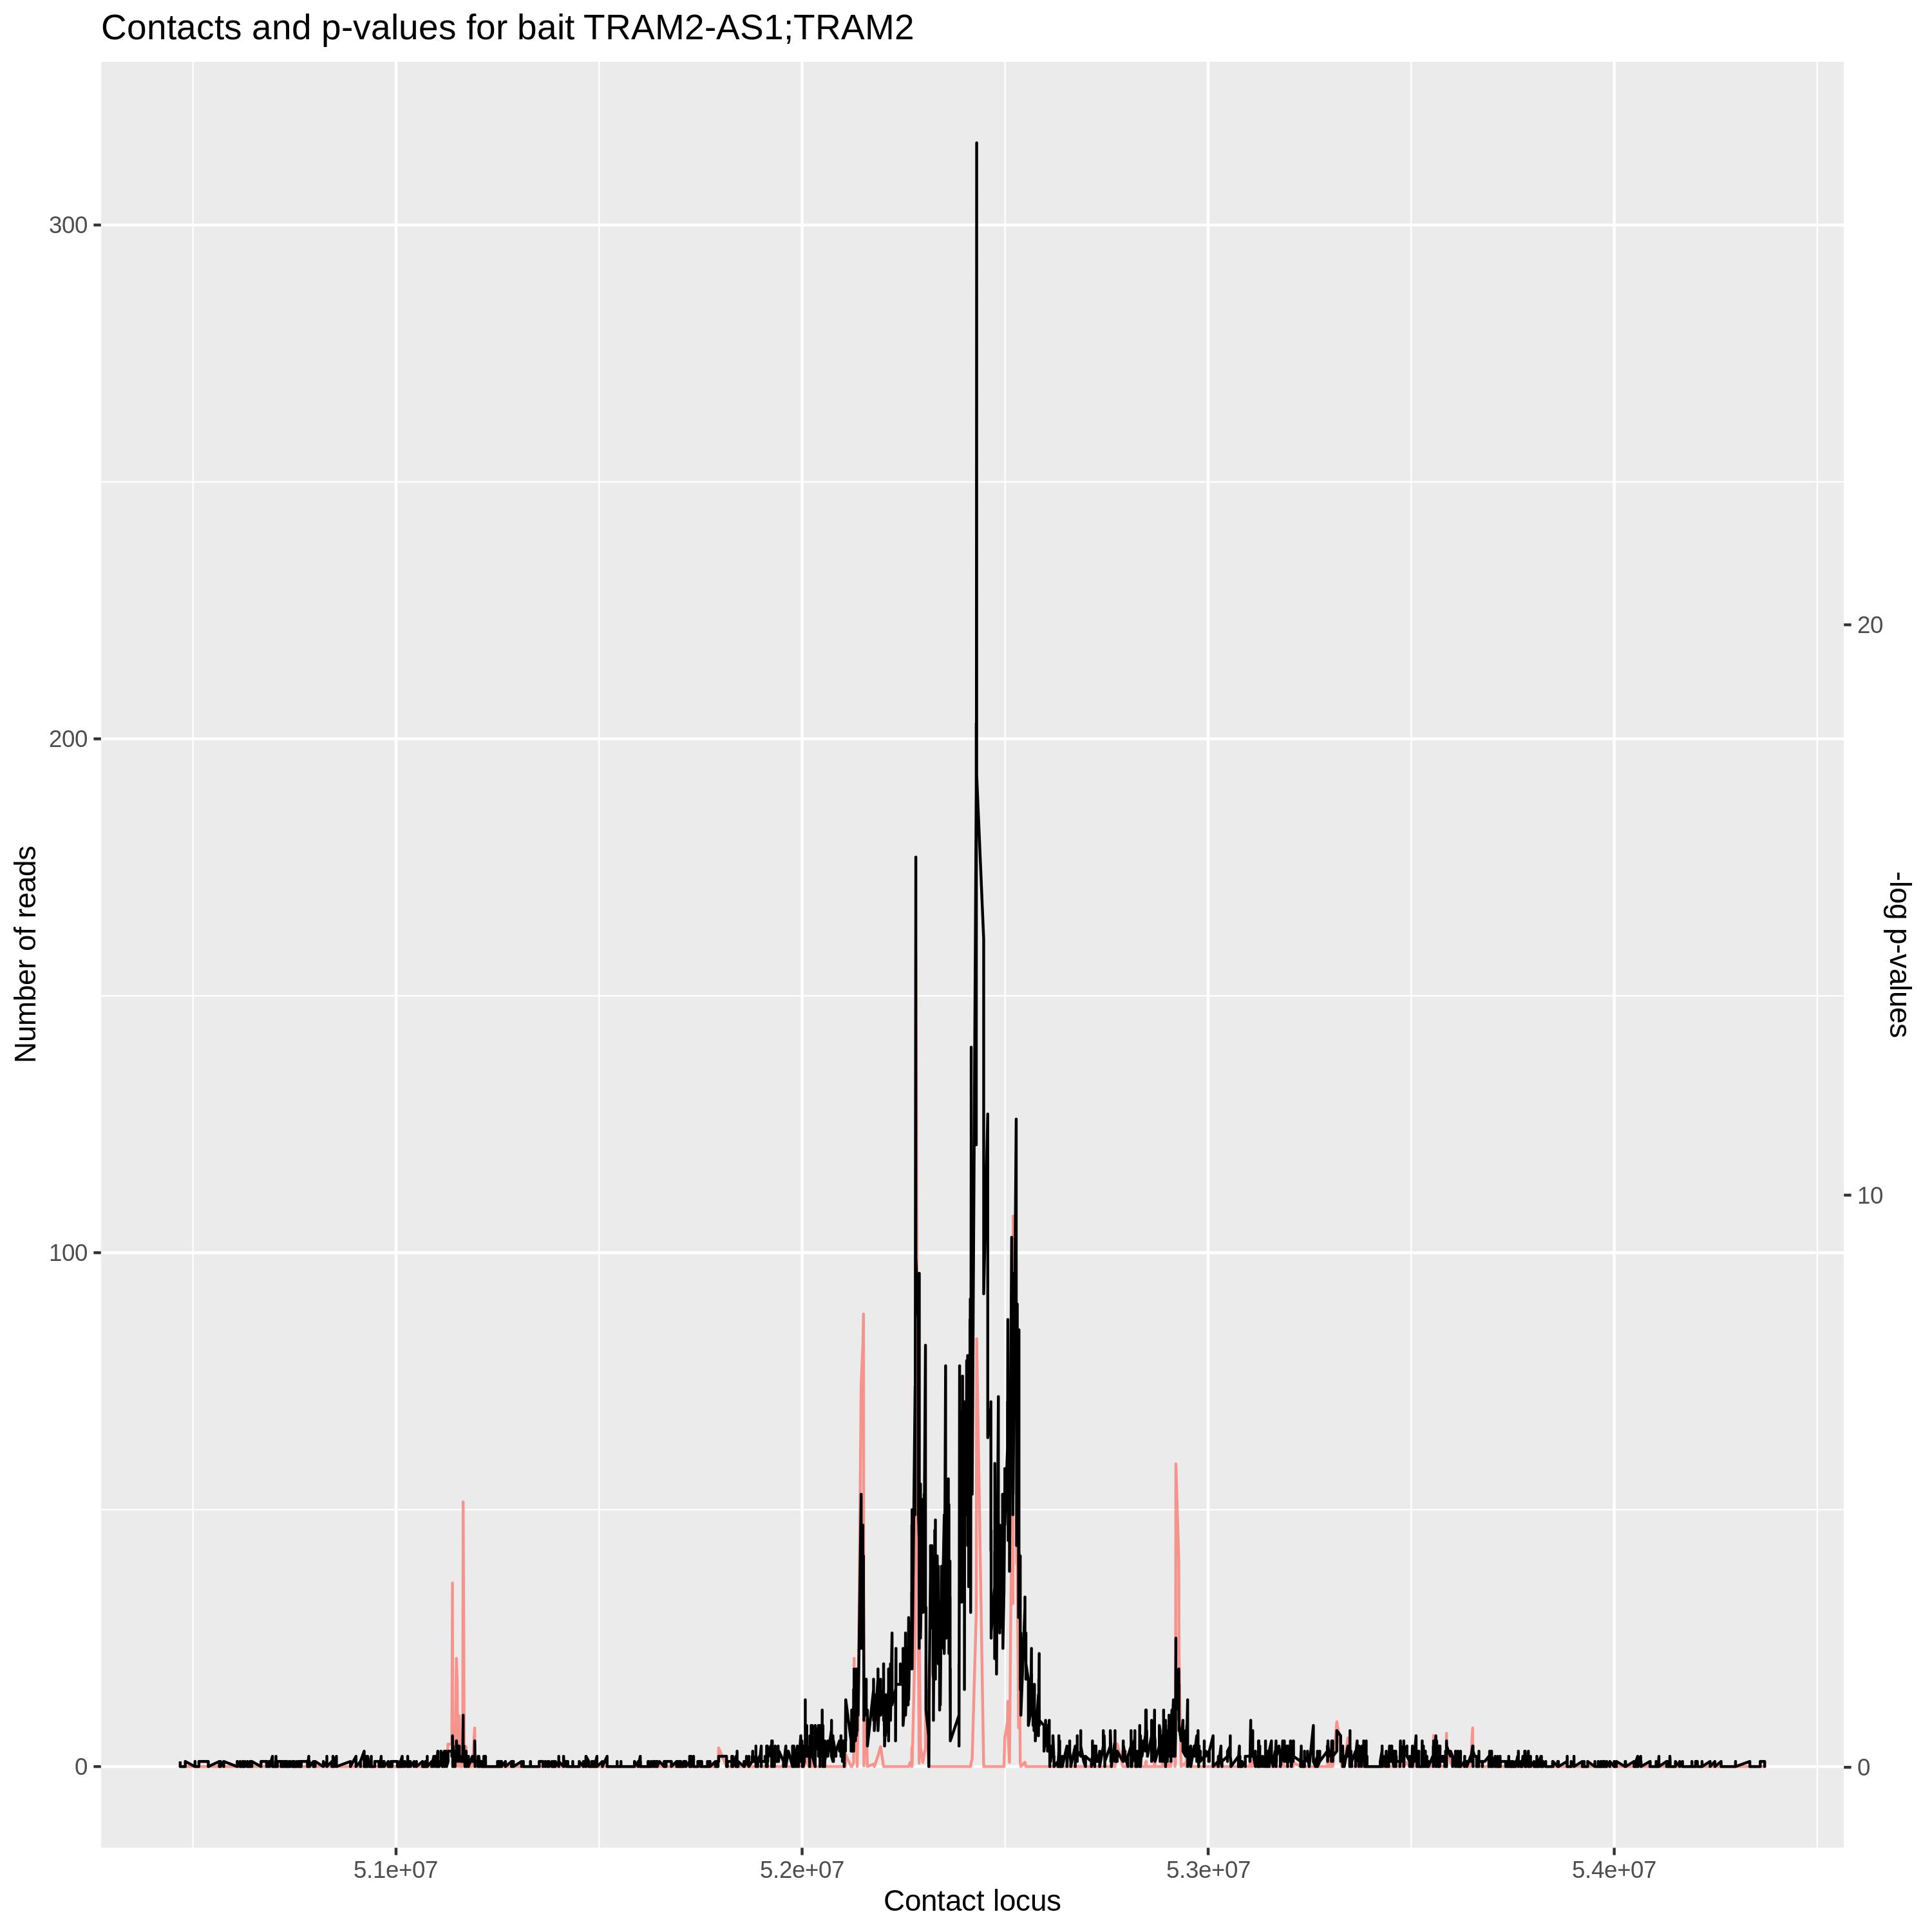 Contacts and p-values for bait TRAM2-AS1;TRAM2
300
200
100
0
Number of reads
20
10
0
-log p-values
5.1e+07
5.2e+07
5.3e+07
5.4e+07
Contact locus